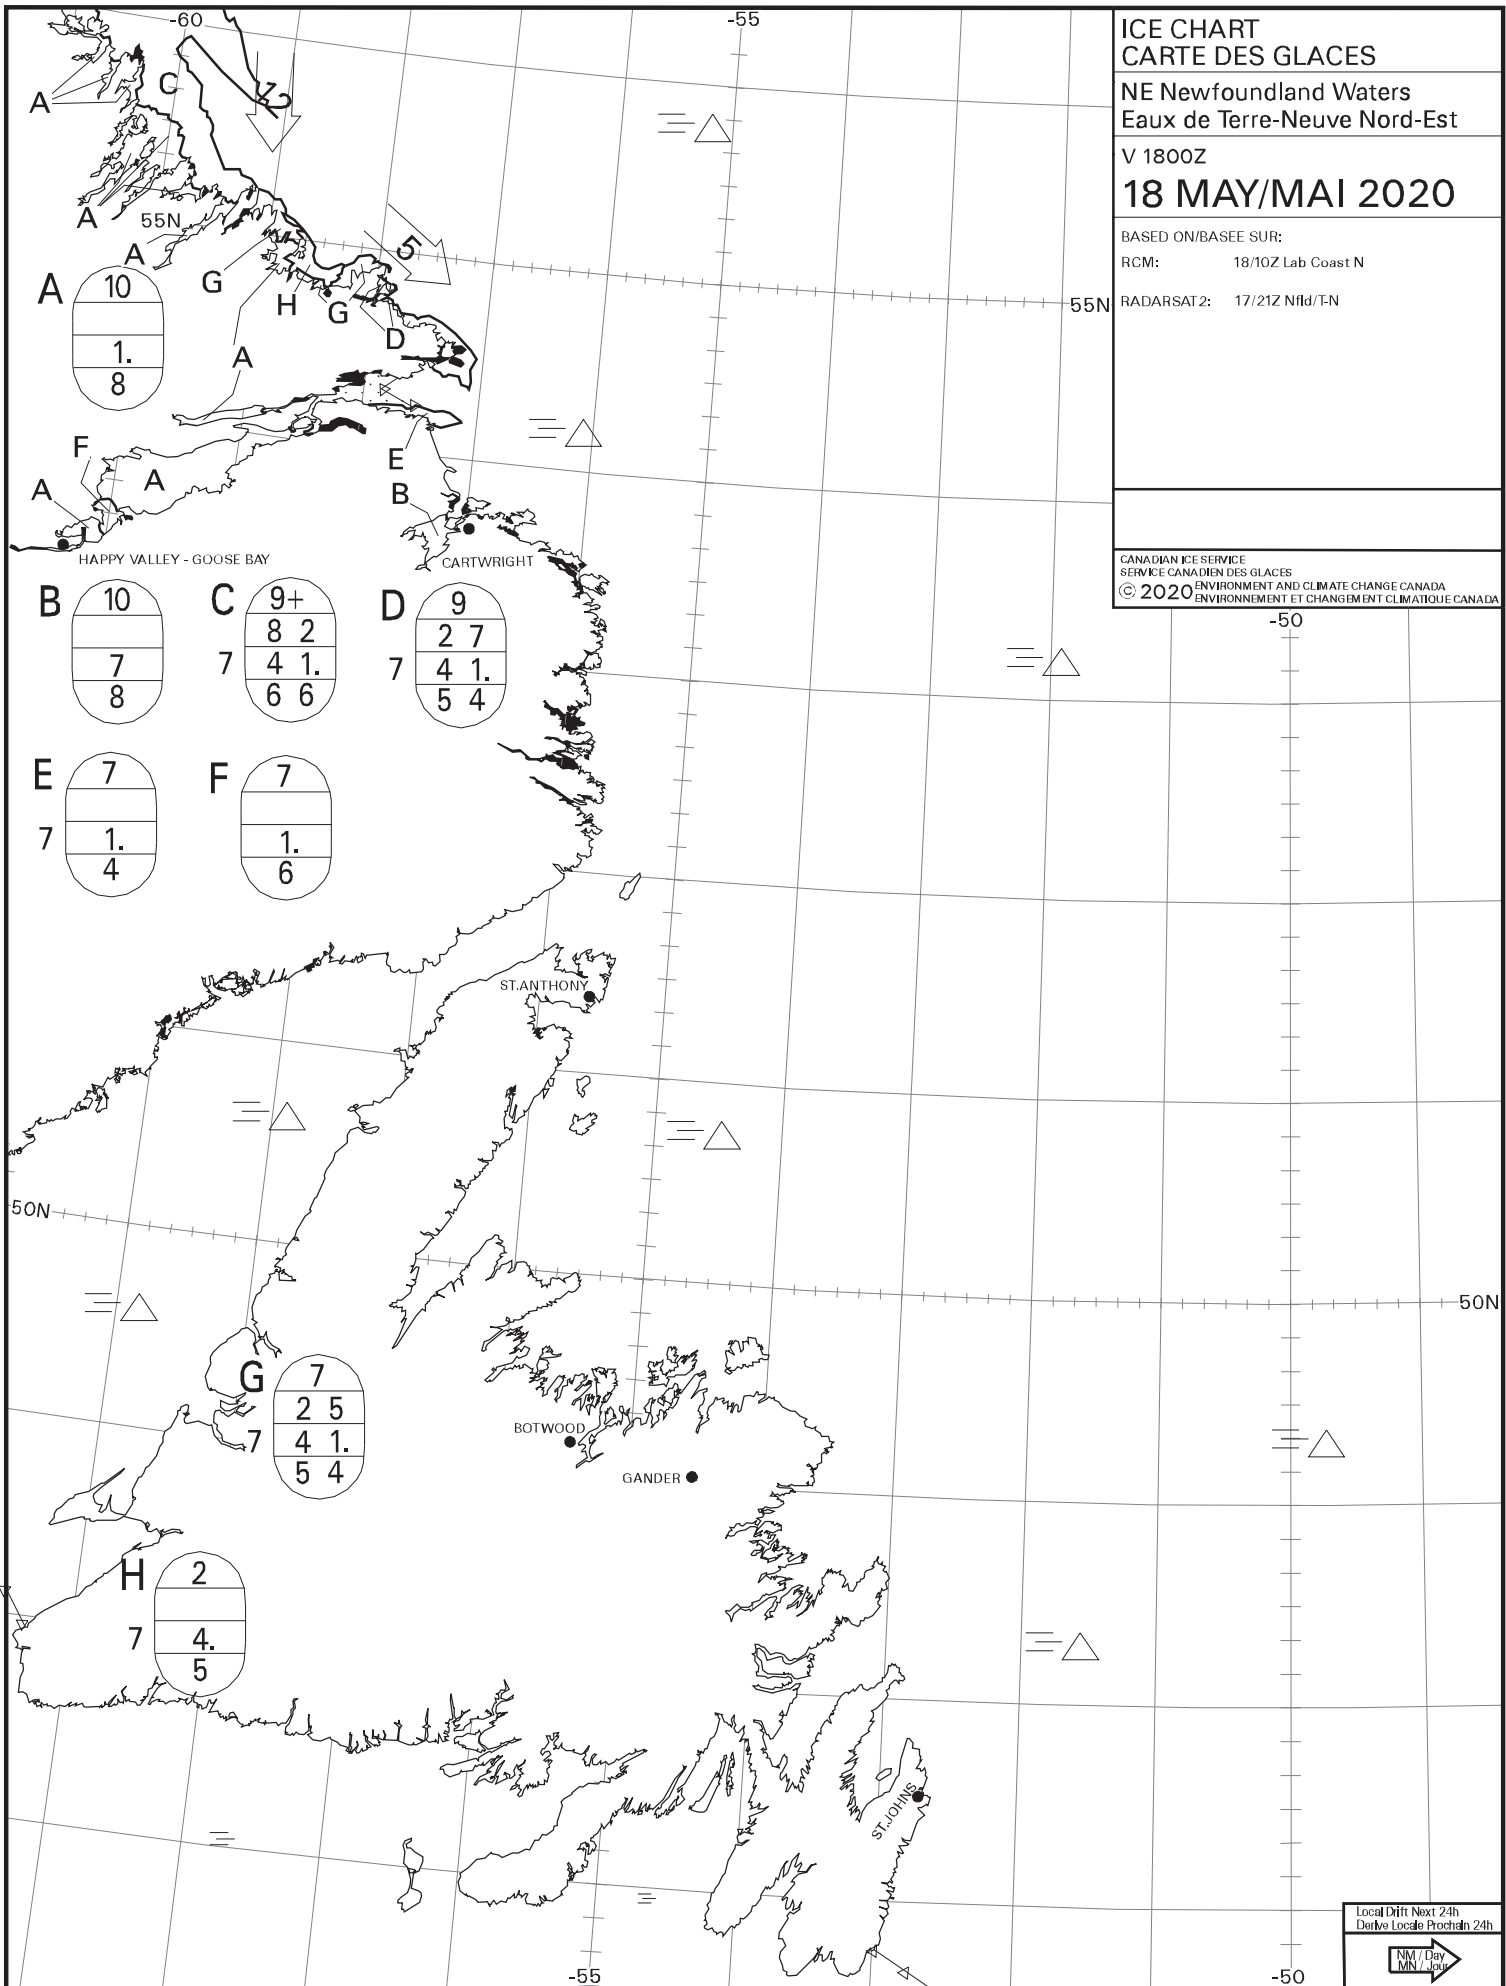 -60
-55
ICE CHART
CARTE DES GLACES
NE Newfoundland Waters
Eaux de Terre-Neuve Nord-Est
V 1800Z
18 MAY/MAI 2020
BASED ON/BASEE SUR:
RCM: 18/10Z Lab Coast N
RADARSAT2: 17/21Z Nfld/T-N
CANADIAN ICE SERVICE
SERVICE CANADIEN DES GLACES
© 2020 ENVIRONMENT AND CLIMATE CHANGE CANADA
ENVIRONNEMENT ET CHANGEMENT CLIMATIQUE CANADA
C
12
A
A
55N
A
5
G
H
G
D
55N
A
10
1.
8
A
F
A
E
A
B
HAPPY VALLEY - GOOSE BAY
CARTWRIGHT
B
10
7
8
C
9+
8 2
7 4 1.
6 6
D
9
2 7
7 4 1.
5 4
-50
E
7
7 1.
4
F
7
1.
6
ST.ANTHONY
50N
50N
G
7
2 5
7 4 1.
5 4
BOTWOOD
GANDER
H
2
7 4.
5
ST.JOHNS
Local Drift Next 24h
Derive Locale Prochain 24h
NM / Day
MN / Jour
-55
-50